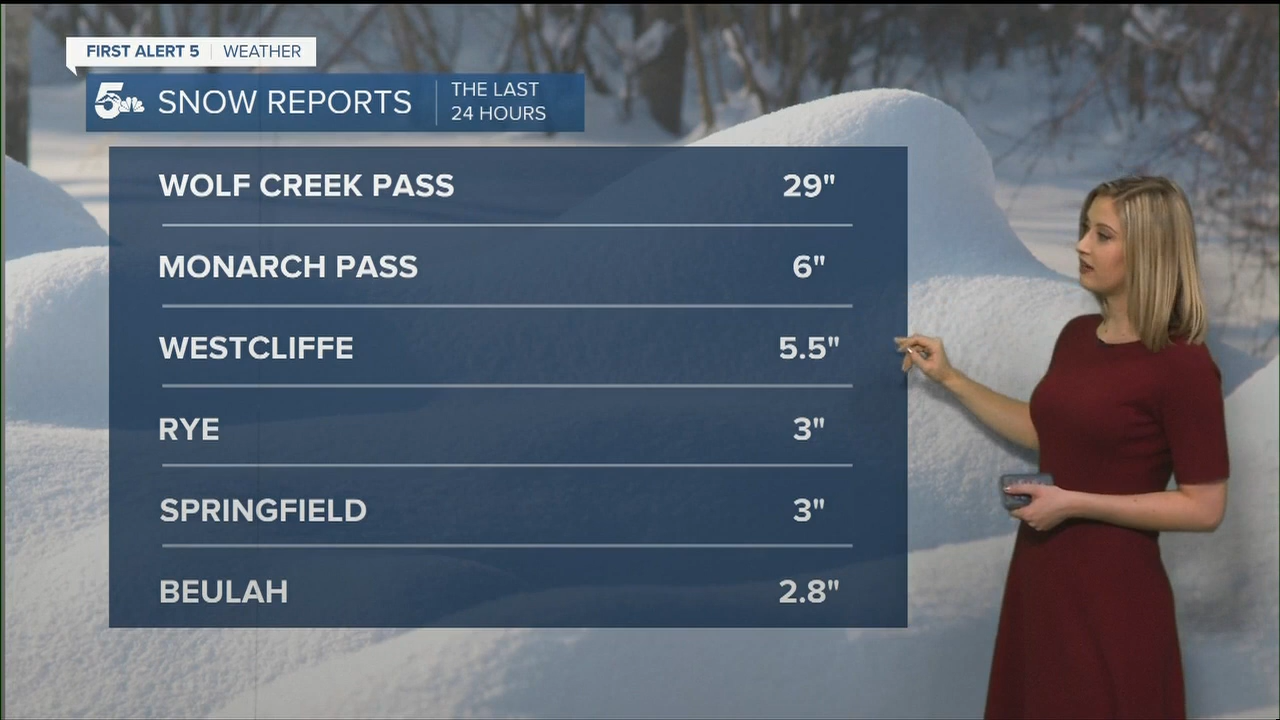 FIRST ALERT 5 | WEATHER
5 SNOW REPORTS | THE LAST
24 HOURS
WOLF CREEK PASS 29"
MONARCH PASS 6"
WESTCLIFFE 5.5"
RYE 3"
SPRINGFIELD 3"
BEULAH 2.8"